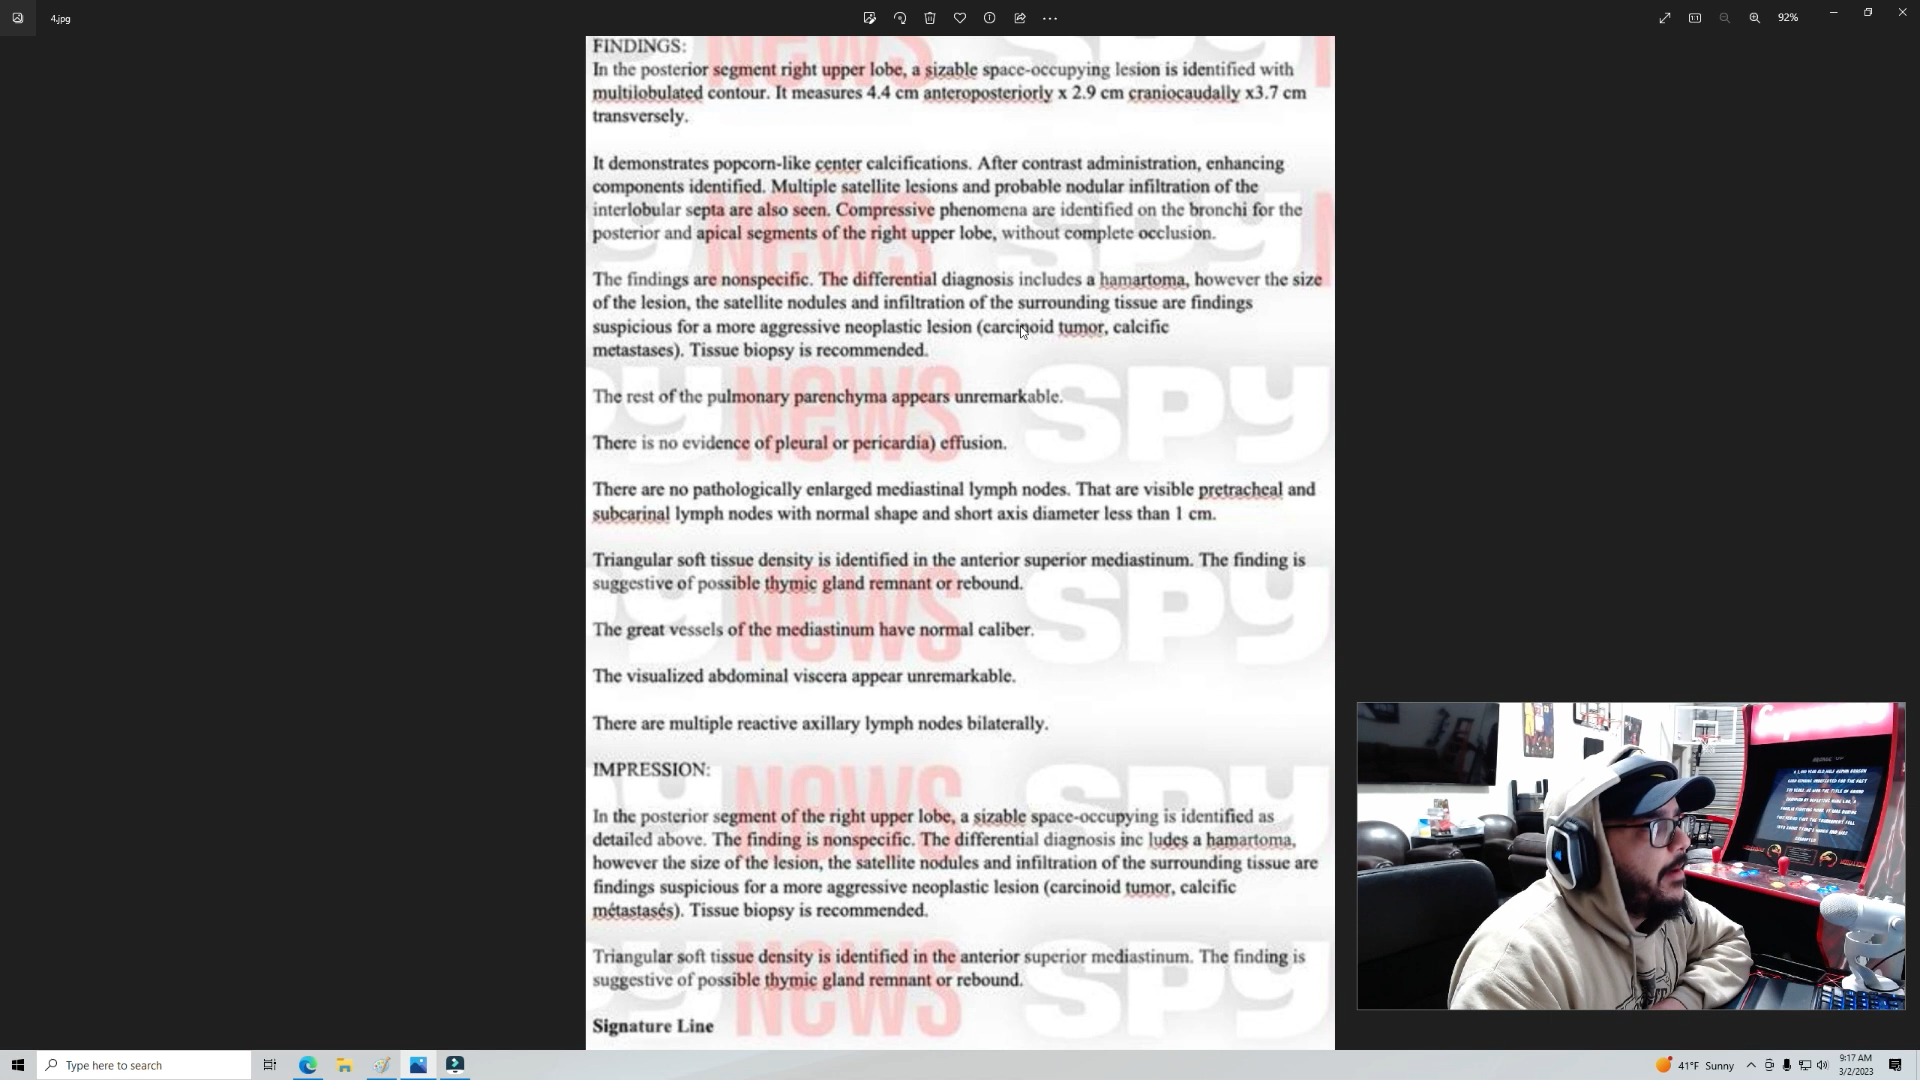 4.jpg
92%
FINDINGS:
In the posterior segment right upper lobe, a sizable space-occupying lesion is identified with
multilobulated contour. It measures 4.4 cm anteroposteriorly x 2.9 cm craniocaudally x3.7 cm
transversely.
It demonstrates popcorn-like center calcifications. After contrast administration, enhancing
components identified. Multiple satellite lesions and probable nodular infiltration of the
interlobular septa are also seen. Compressive phenomena are identified on the bronchi for the
posterior and apical segments of the right upper lobe, without complete occlusion.
The findings are nonspecific. The differential diagnosis includes a hamartoma, however the size
of the lesion, the satellite nodules and infiltration of the surrounding tissue are findings
suspicious for a more aggressive neoplastic lesion (carcinoid tumor, calcific
metastases). Tissue biopsy is recommended.
The rest of the pulmonary parenchyma appears unremarkable.
There is no evidence of pleural or pericardia) effusion.
There are no pathologically enlarged mediastinal lymph nodes. That are visible pretracheal and
subcarinal lymph nodes with normal shape and short axis diameter less than 1 cm.
Triangular soft tissue density is identified in the anterior superior mediastinum. The finding is
suggestive of possible thymic gland remnant or rebound.
The great vessels of the mediastinum have normal caliber.
The visualized abdominal viscera appear unremarkable.
There are multiple reactive axillary lymph nodes bilaterally.
IMPRESSION:
In the posterior segment of the right upper lobe, a sizable space-occupying is identified as
detailed above. The finding is nonspecific. The differential diagnosis inc ludes a hamartoma,
however the size of the lesion, the satellite nodules and infiltration of the surrounding tissue are
findings suspicious for a more aggressive neoplastic lesion (carcinoid tumor, calcific
métastasés). Tissue biopsy is recommended.
Triangular soft tissue density is identified in the anterior superior mediastinum. The finding is
suggestive of possible thymic gland remnant or rebound.
Signature Line
NEWS SPY
NEWS
NEWS SPY
NEWS SPY
NEWS SPY
NEWS SPY
Type here to search
41°F Sunny
9:17 AM
3/2/2023